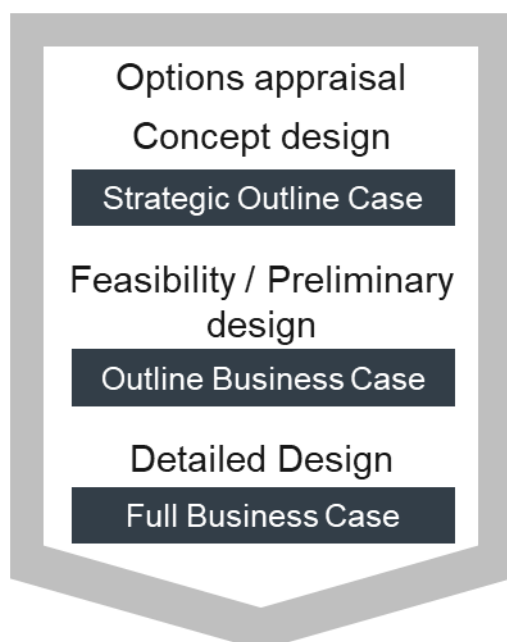 Options appraisal
Concept design
Strategic Outline Case
Feasibility / Preliminary
design
Outline Business Case
Detailed Design
Full Business Case